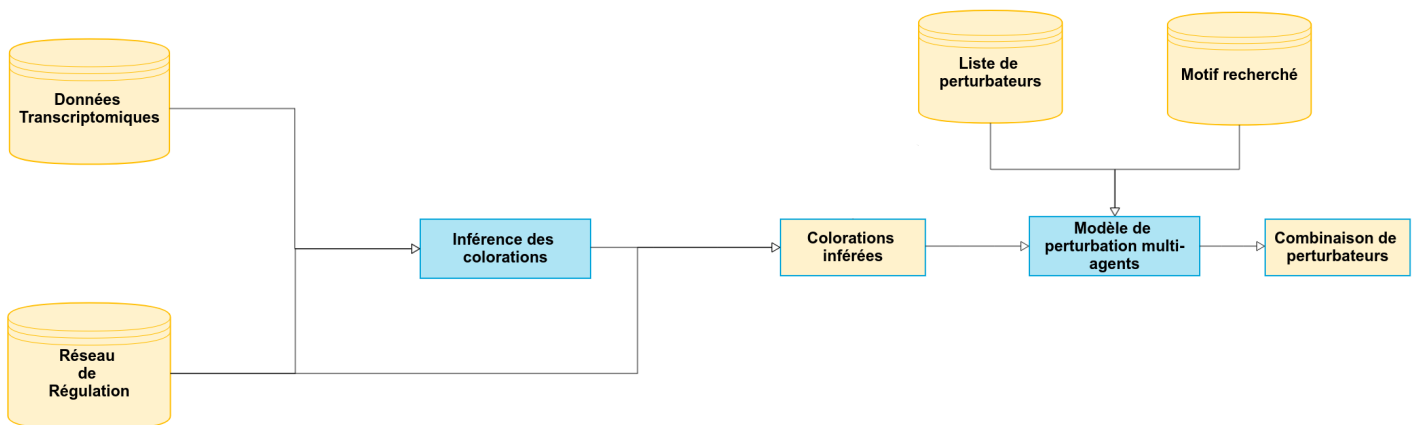 Données
Transcriptomiques
Réseau
de
Régulation
Inférence des
colorations
Colorations
inférées
Liste de
perturbateurs
Motif recherché
Modèle de
perturbation multi-
agents
Combinaison de
perturbateurs